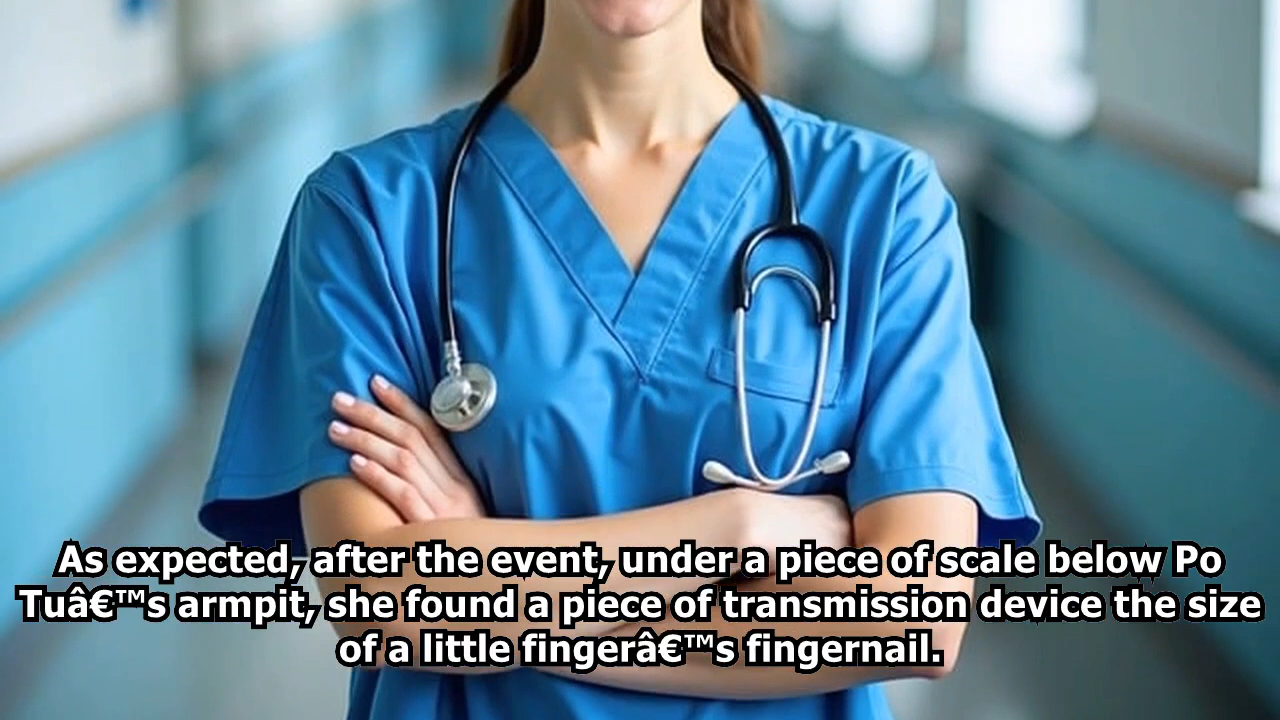 As expected, after the event, under a piece of scale below Po
Tuâ€™s armpit, she found a piece of transmission device the size
of a little fingerâ€™s fingernail.